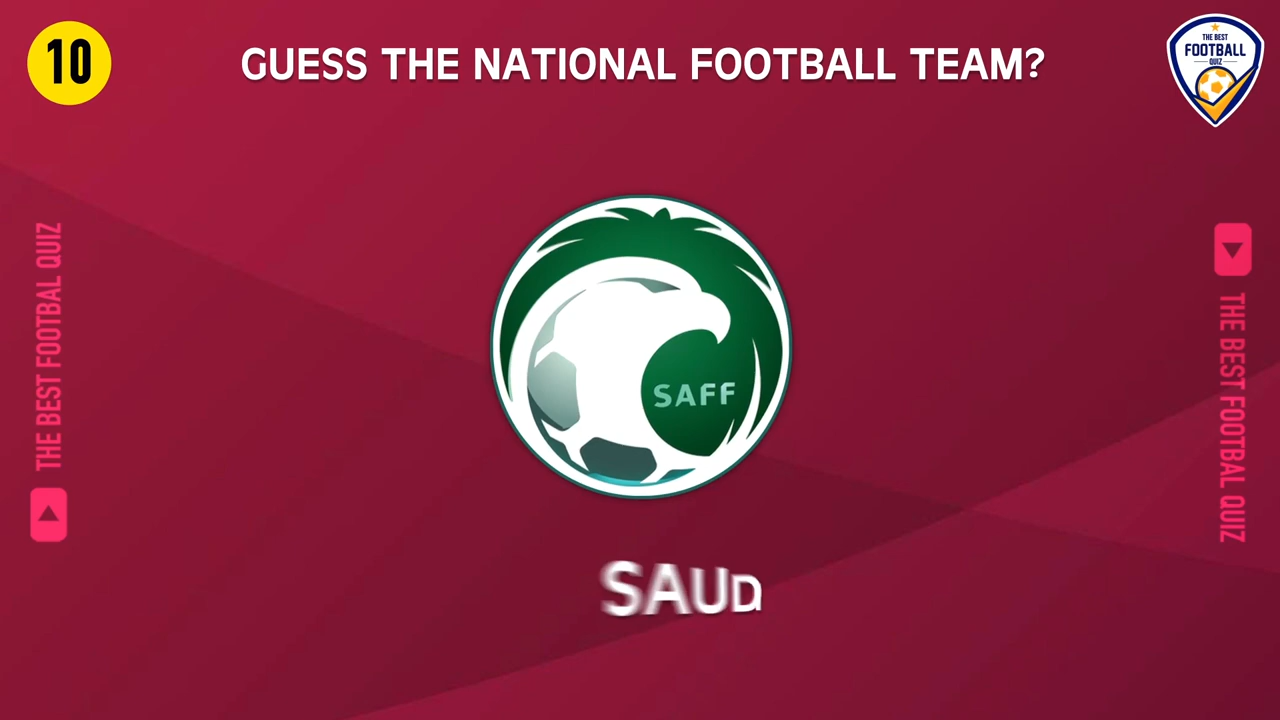 10
GUESS THE NATIONAL FOOTBALL TEAM?
THE BEST
FOOTBALL
QUIZ
THE BEST FOOTBAL QUIZ
THE BEST FOOTBAL QUIZ
SAFF
SAUD